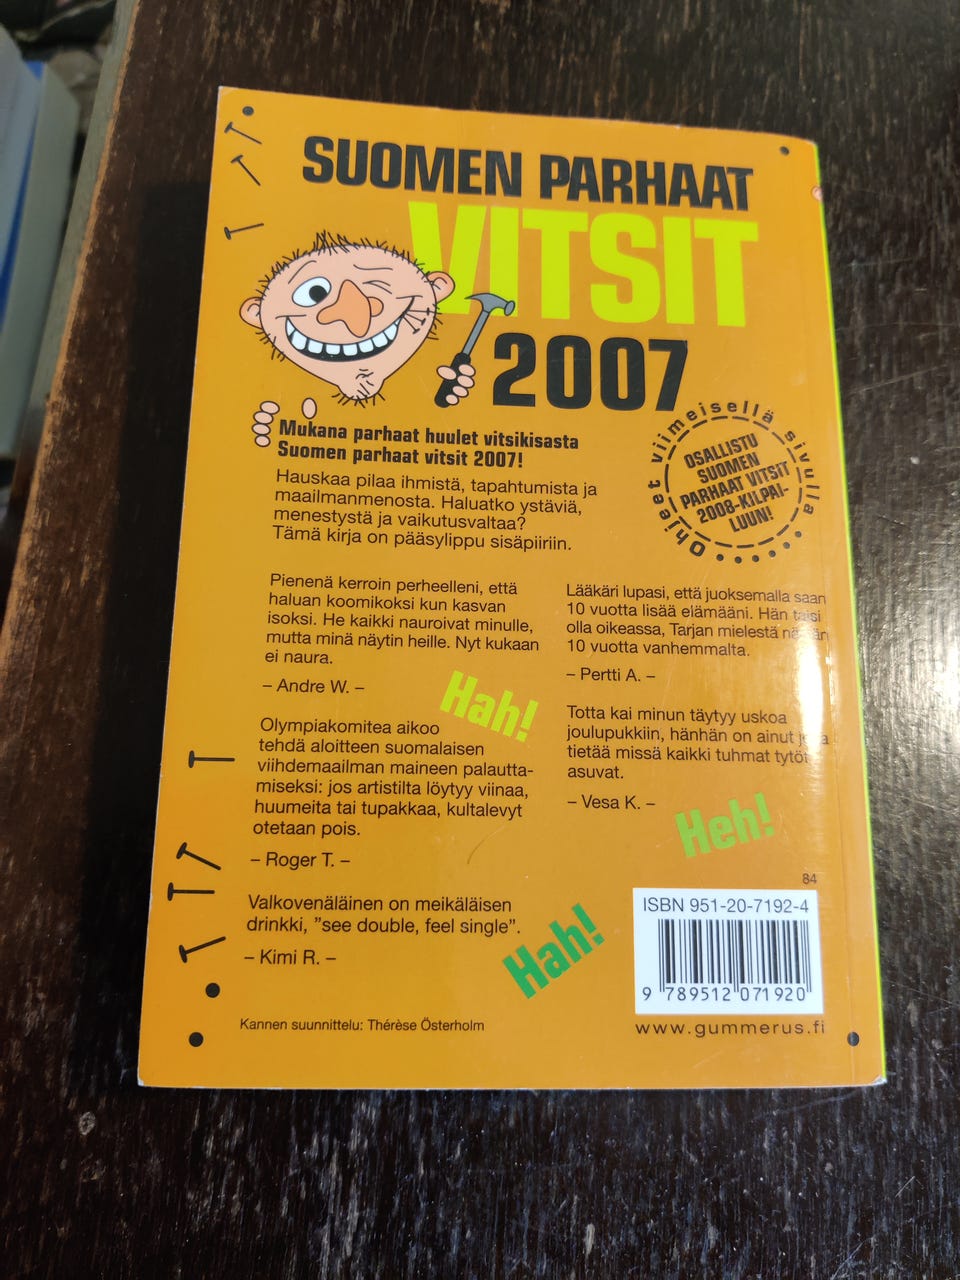 SUOMEN PARHAAT
VITSIT
2007
Mukana parhaat huulet vitsikisasta
Suomen parhaat vitsit 2007!
Hauskaa pilaa ihmistä, tapahtumista ja
maailmanmenosta. Haluatko ystäviä,
menestystä ja vaikutusvaltaa?
Tämä kirja on pääsylippu sisäpiiriin.
Ohjeet viimeisellä sivulla
OSALLISTU
SUOMEN
PARHAAT VITSIT
2008-KILPAI-
LUUN!
Pienenä kerroin perheelleni, että
haluan koomikoksi kun kasvan
isoksi. He kaikki nauroivat minulle,
mutta minä näytin heille. Nyt kukaan
ei naura.
– Andre W. –
Hah!
Olympiakomitea aikoo
tehdä aloitteen suomalaisen
viihdemaailman maineen palautta-
miseksi: jos artistilta löytyy viinaa,
huumeita tai tupakkaa, kultalevyt
otetaan pois.
– Roger T. –
Valkovenäläinen on meikäläisen
drinkki, ”see double, feel single”.
– Kimi R. –
Hah!
Kannen suunnittelu: Thérèse Österholm
Lääkäri lupasi, että juoksemalla saan
10 vuotta lisää elämääni. Hän taisi
olla oikeassa, Tarjan mielestä näytän
10 vuotta vanhemmalta.
– Pertti A. –
Totta kai minun täytyy uskoa
joulupukkiin, hänhän on ainut joka
tietää missä kaikki tuhmat tytöt
asuvat.
– Vesa K. –
Heh!
84
ISBN 951-20-7192-4
9 789512 071920
www.gummerus.fi